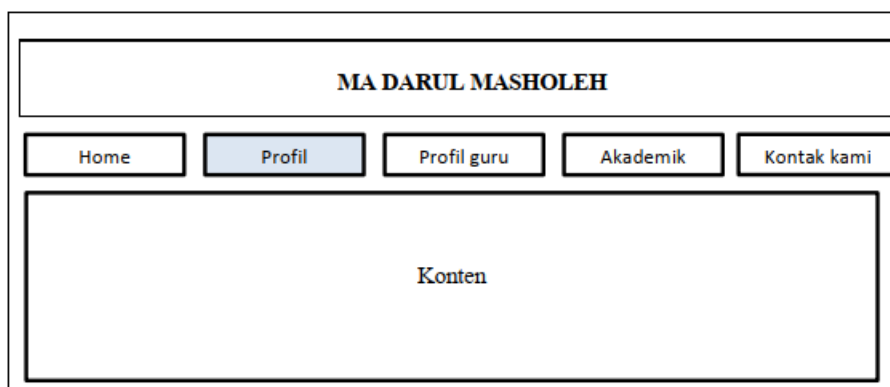 MA DARUL MASHOLEH
Home Profil Profil guru Akademik Kontak kami
Konten